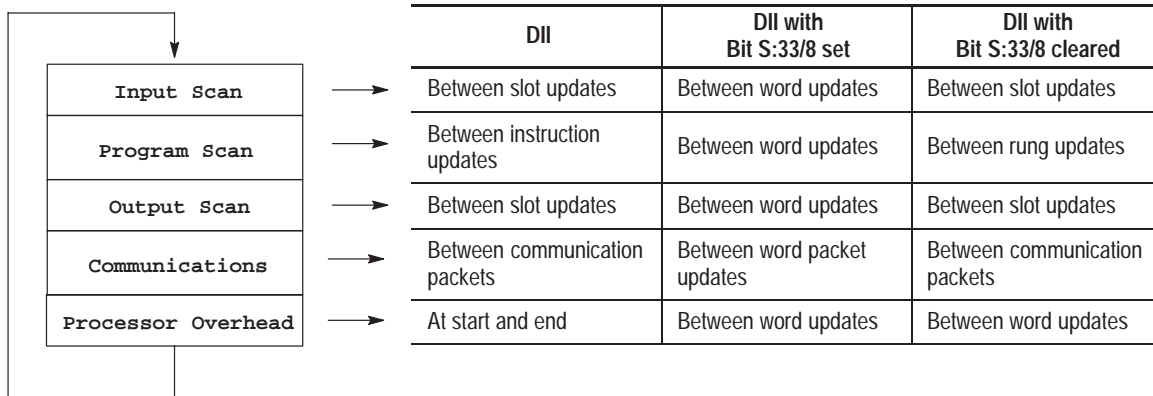 DII
DII with
Bit S:33/8 set
DII with
Bit S:33/8 cleared
Input Scan
Between slot updates
Between word updates
Between slot updates
Program Scan
Between instruction
updates
Between word updates
Between rung updates
Output Scan
Between slot updates
Between word updates
Between slot updates
Communications
Between communication
packets
Between word packet
updates
Between communication
packets
Processor Overhead
At start and end
Between word updates
Between word updates